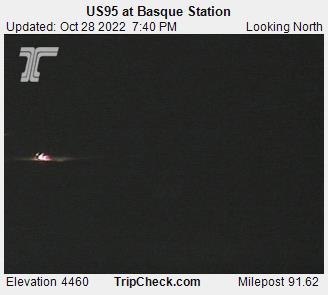 US95 at Basque Station
Updated: Oct 28 2022 7:40 PM Looking North
Elevation 4460 TripCheck.com Milepost 91.62